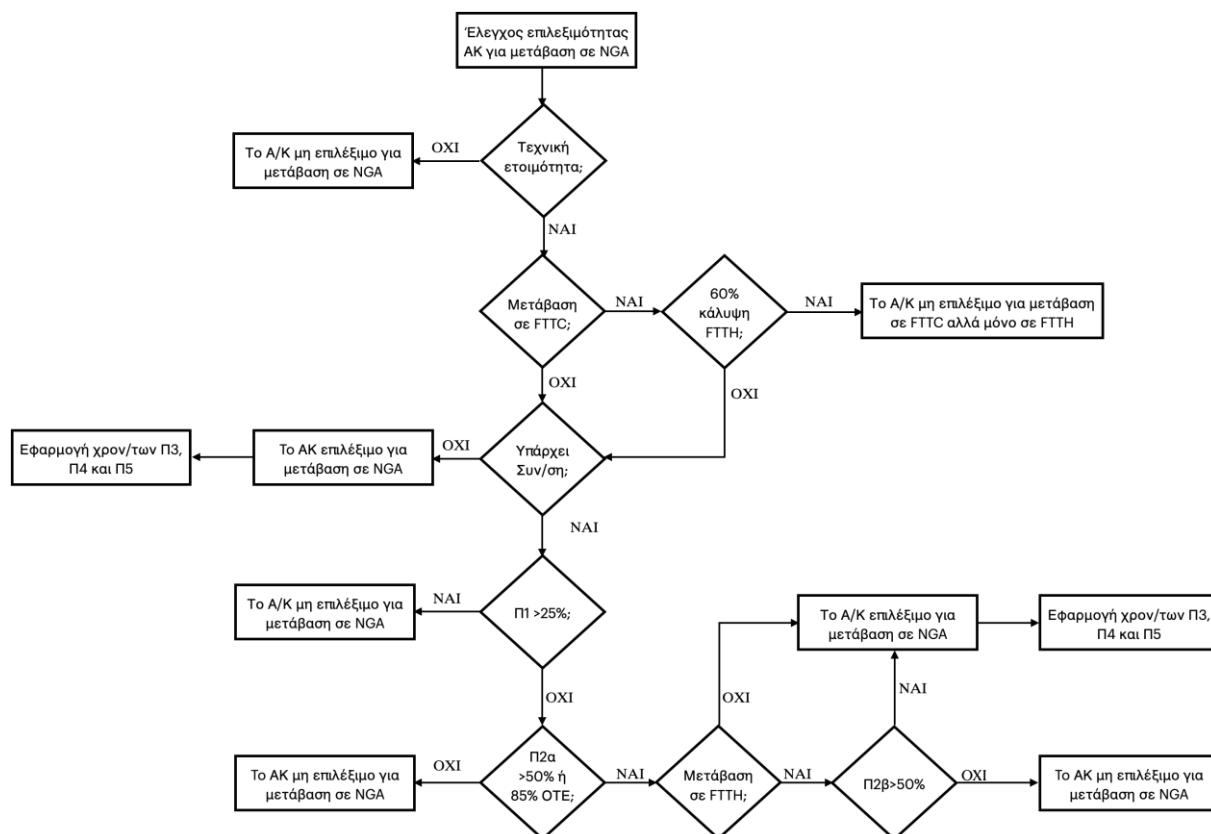 Έλεγχος επιλεξιμότητας
ΑΚ για μετάβαση σε NGA
Τεχνική
ετοιμότητα;
ΟΧΙ
Το Α/Κ μη επιλέξιμο για
μετάβαση σε NGA
ΝΑΙ
Μετάβαση
σε FTTC;
ΝΑΙ
60%
κάλυψη
FTTH;
ΝΑΙ
Το Α/Κ μη επιλέξιμο για μετάβαση
σε FTTC αλλά μόνο σε FTTH
ΟΧΙ
ΟΧΙ
Υπάρχει
Συν/ση;
ΟΧΙ
Το ΑΚ επιλέξιμο για
μετάβαση σε NGA
Εφαρμογή χρον/των Π3,
Π4 και Π5
ΝΑΙ
Π1 >25%;
ΝΑΙ
Το Α/Κ μη επιλέξιμο για
μετάβαση σε NGA
ΟΧΙ
Π2α
>50% ή
85% ΟΤΕ;
ΟΧΙ
Το ΑΚ μη επιλέξιμο για
μετάβαση σε NGA
ΝΑΙ
Μετάβαση
σε FTTH;
ΟΧΙ
Το Α/Κ επιλέξιμο για
μετάβαση σε NGA
Εφαρμογή χρον/των Π3,
Π4 και Π5
ΝΑΙ
Π2β>50%
ΝΑΙ
ΟΧΙ
Το ΑΚ μη επιλέξιμο για
μετάβαση σε NGA